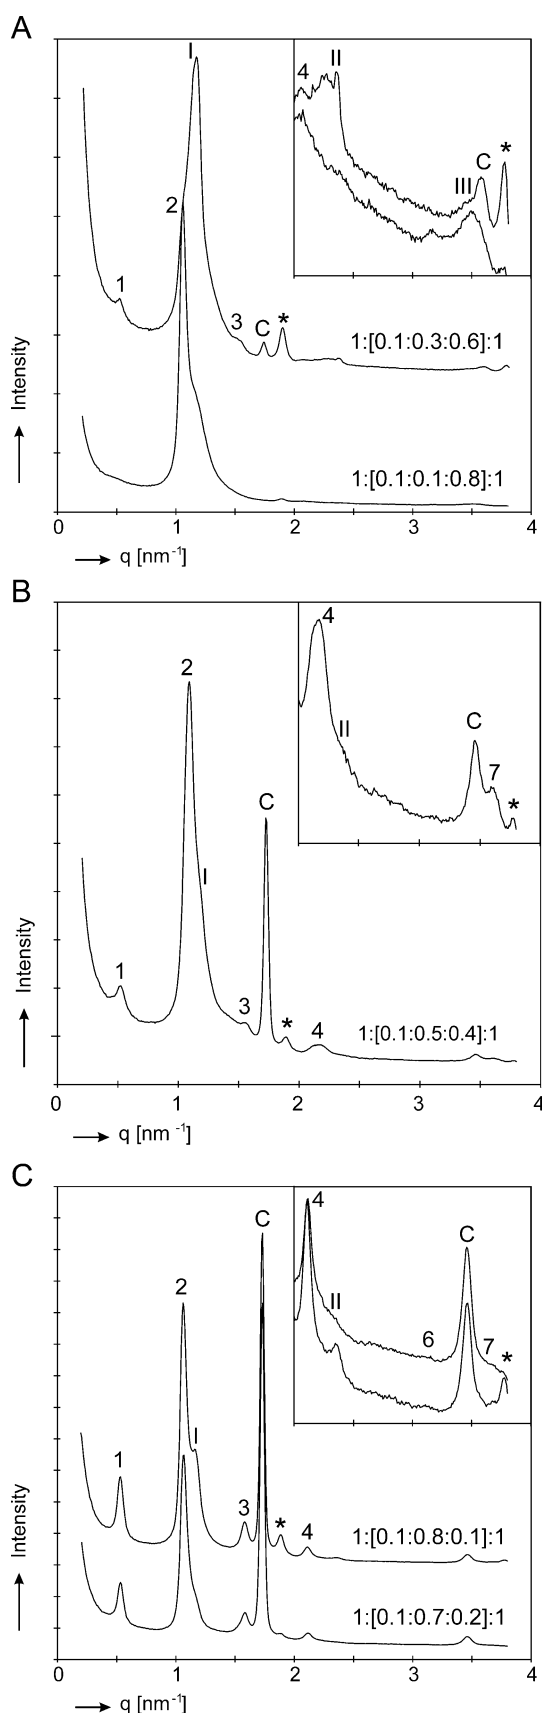 A
I
2
1
3
C
*
4
II
III
C
*
1:[0.1:0.3:0.6]:1
1:[0.1:0.1:0.8]:1
Intensity
0 1 2 3 4
q [nm-1]
B
2
C
I
1
3
*
4
4
II
C
7
*
1:[0.1:0.5:0.4]:1
Intensity
0 1 2 3 4
q [nm -1]
C
C
2
I
1
3
*
4
4
II
C
6
7
*
1:[0.1:0.8:0.1]:1
1:[0.1:0.7:0.2]:1
Intensity
0 1 2 3 4
q [nm-1]